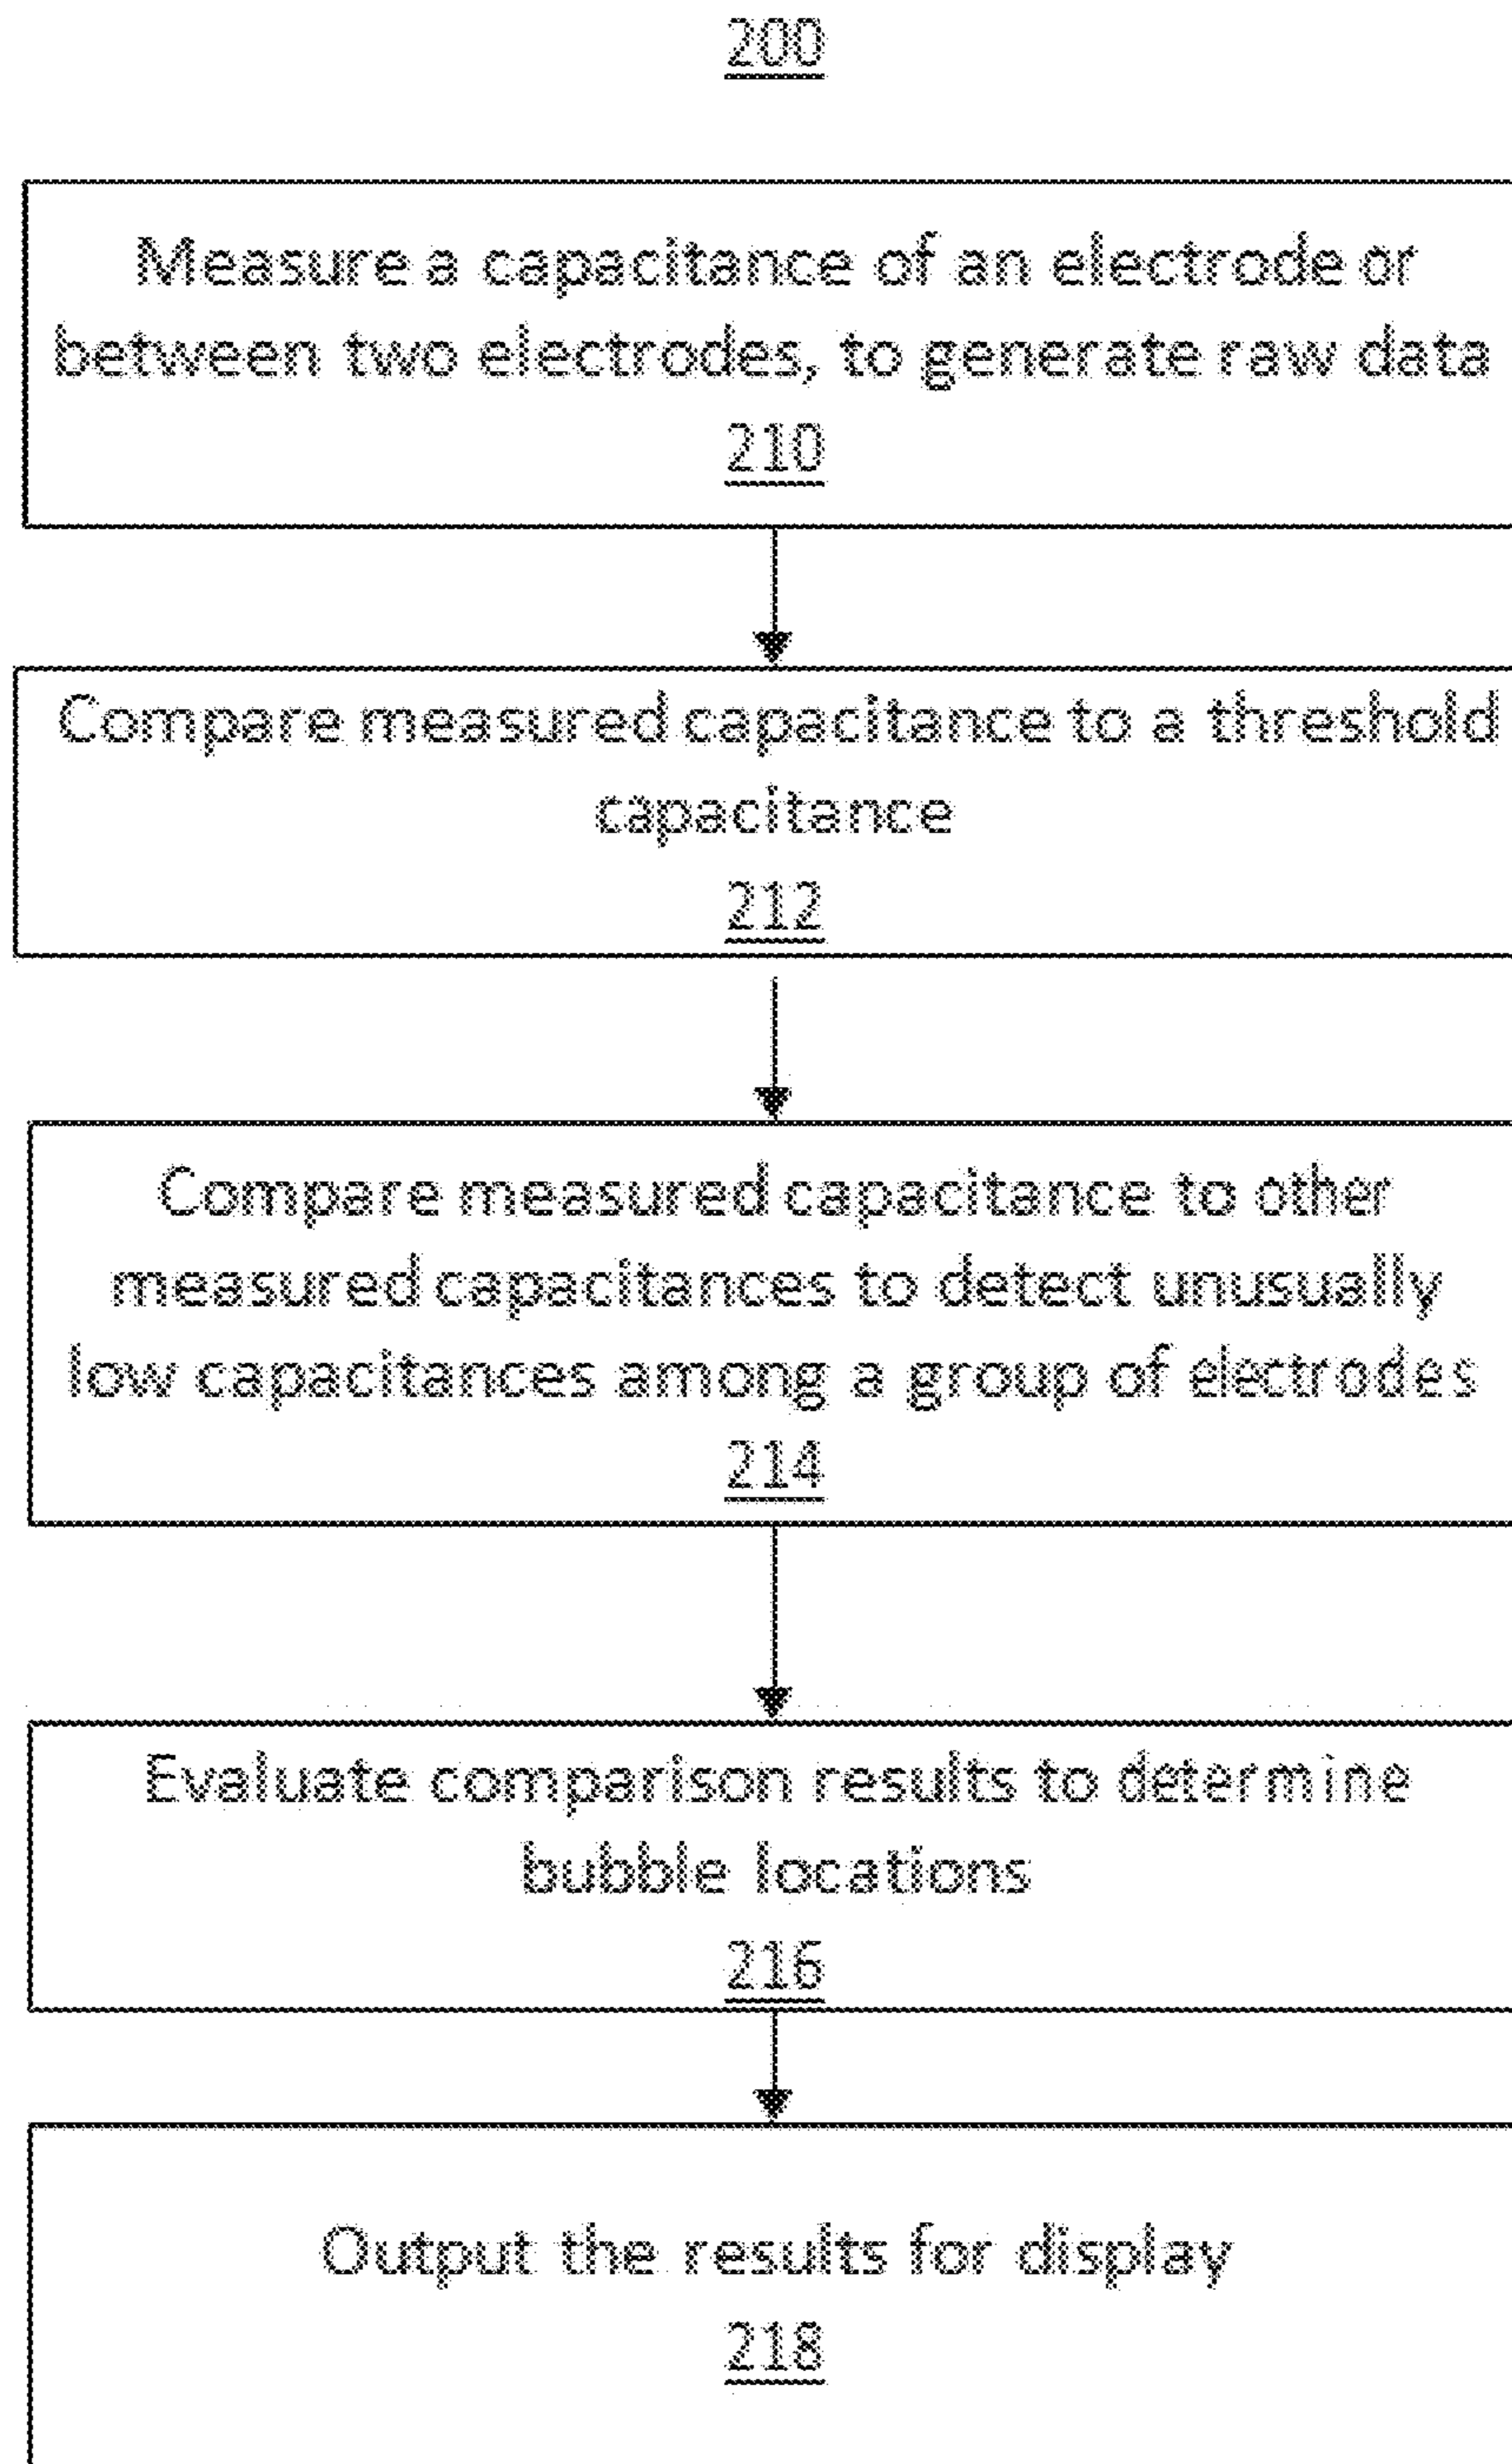 200
Measure a capacitance of an electrode or
between two electrodes, to generate raw data
210
Compare measured capacitance to a threshold
capacitance
212
Compare measured capacitance to other
measured capacitances to detect unusually
low capacitances among a group of electrodes
214
Evaluate comparison results to determine
bubble locations
216
Output the results for display
218